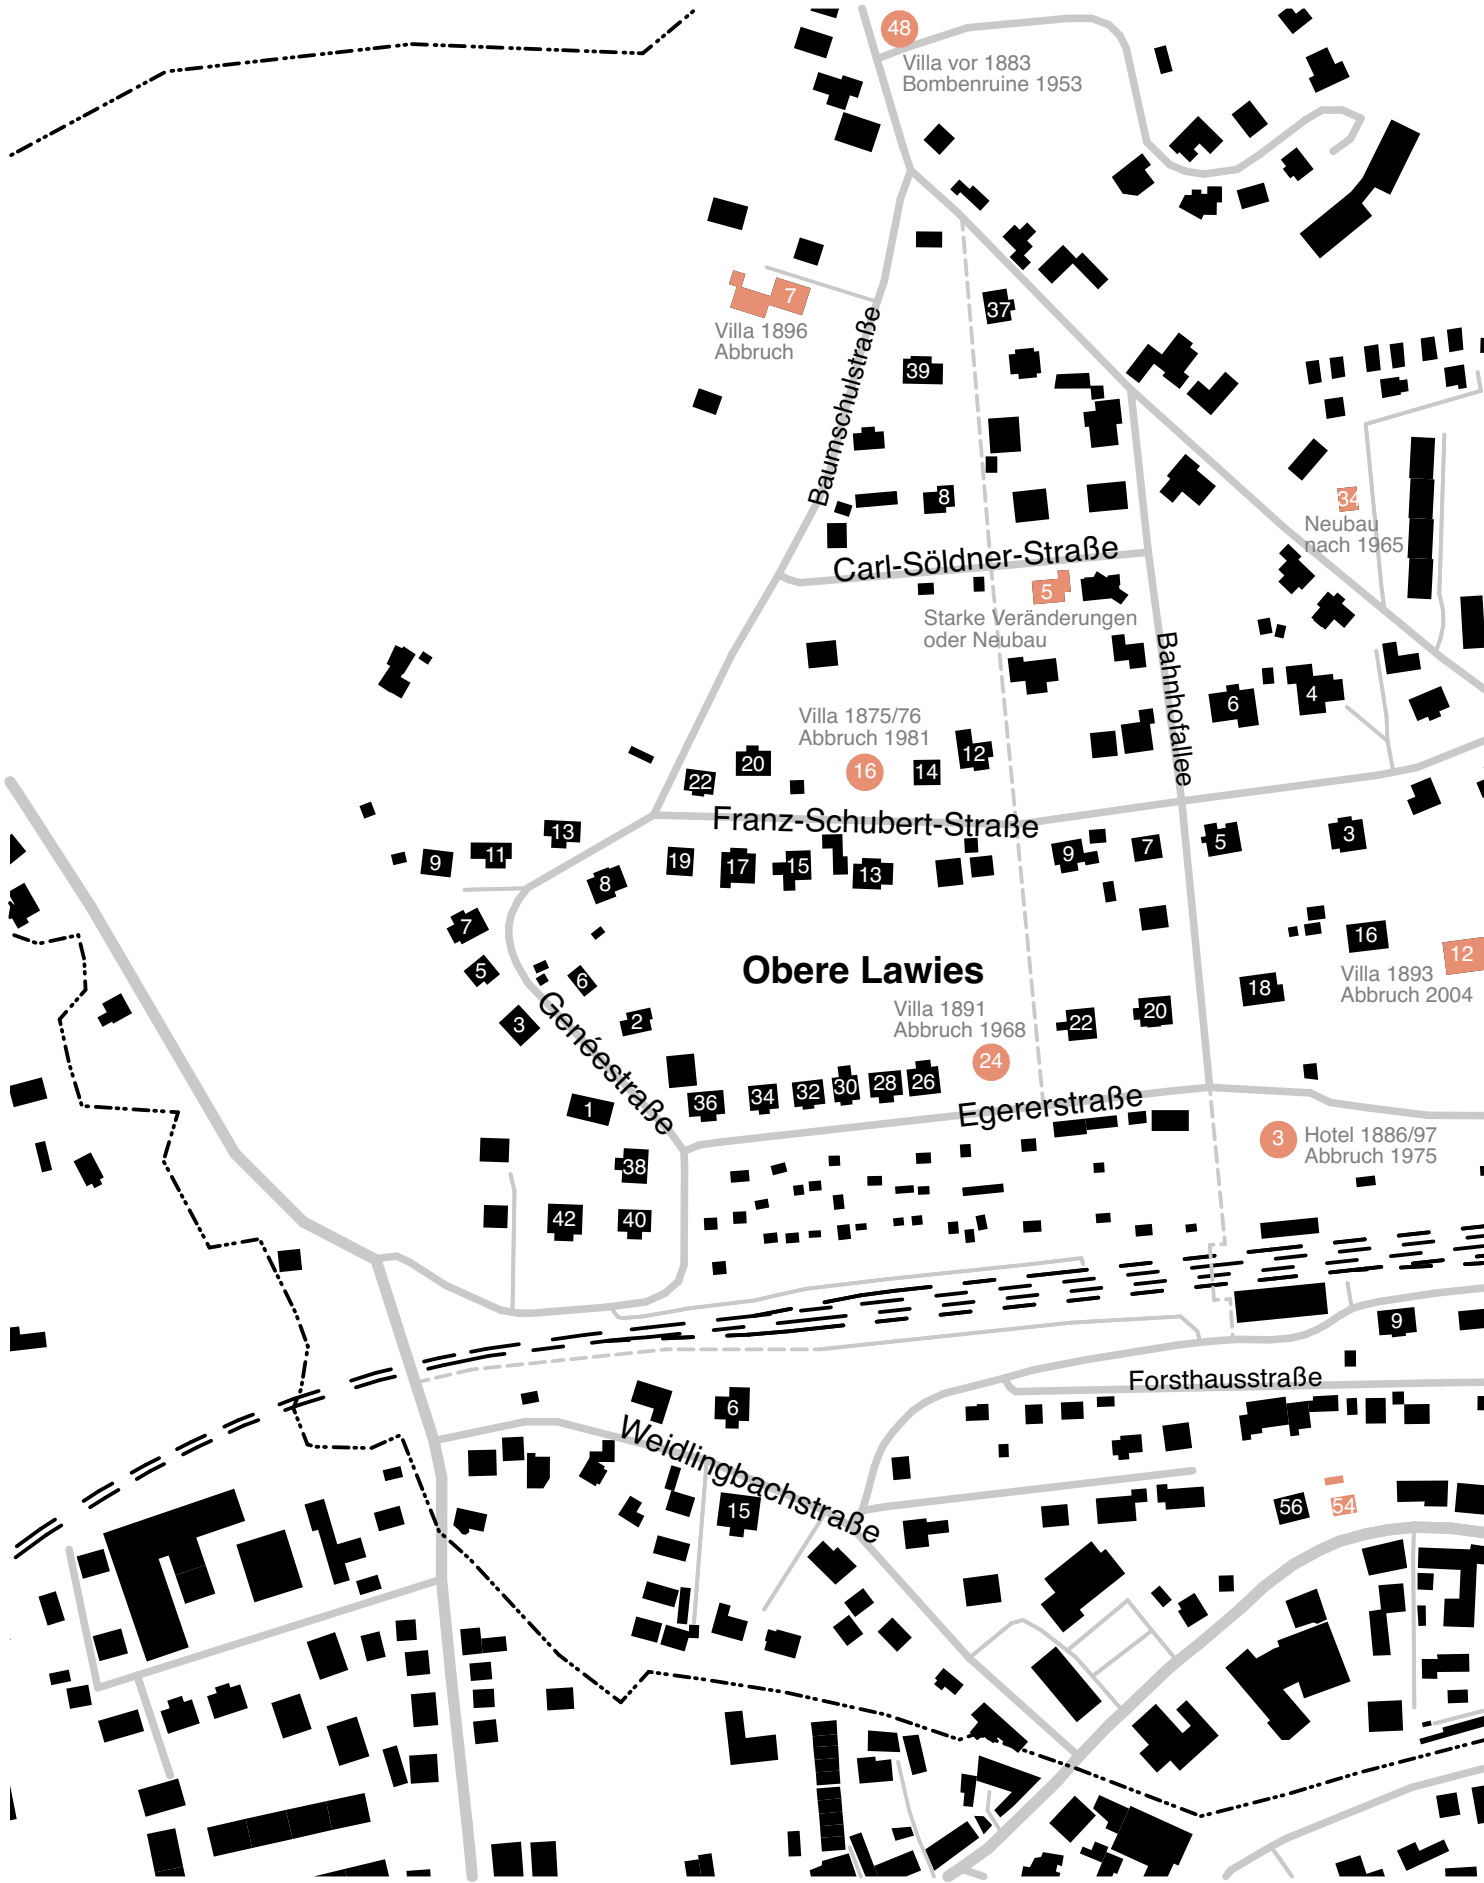 48
Villa vor 1883
Bombenruine 1953
7
Villa 1896
Abbruch
37
39
Baumschulstraße
8
34
Neubau
nach 1965
Carl-Söldner-Straße
5
Starke Veränderungen
oder Neubau
Bahnhofallee
6
4
Villa 1875/76
Abbruch 1981
12
20
16
14
22
Franz-Schubert-Straße
13
11
9
19
17
15
13
9
7
5
3
8
7
16
12
5
6
Obere Lawies
Villa 1893
Abbruch 2004
18
Villa 1891
Abbruch 1968
3
2
Genéestraße
22
20
24
36
34
32
30
28
26
1
Egererstraße
3
Hotel 1886/97
Abbruch 1975
38
42
40
9
Forsthausstraße
6
Weidlingbachstraße
15
56
54